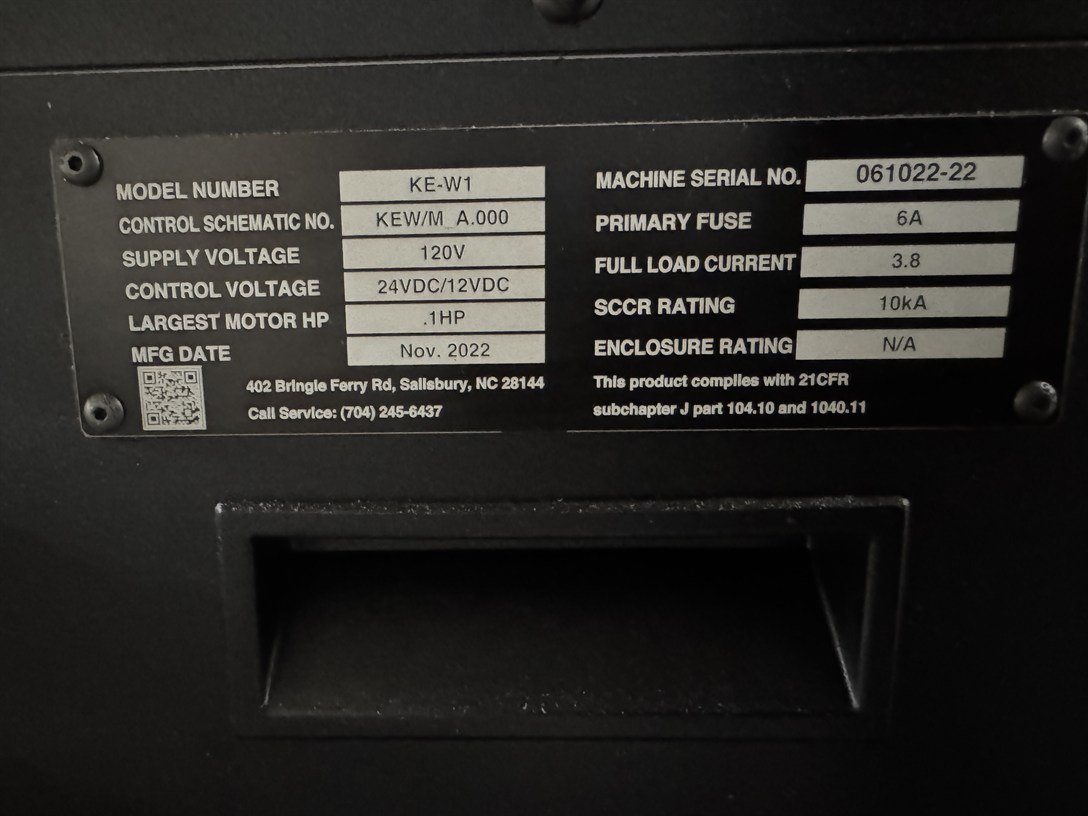 MODEL NUMBER KE-W1
CONTROL SCHEMATIC NO. KEW/M_A.000
SUPPLY VOLTAGE 120V
CONTROL VOLTAGE 24VDC/12VDC
LARGEST MOTOR HP .1HP
MFG DATE Nov. 2022
402 Bringle Ferry Rd, Salisbury, NC 28144
Call Service: (704) 245-6437
MACHINE SERIAL NO. 061022-22
PRIMARY FUSE 6A
FULL LOAD CURRENT 3.8
SCCR RATING 10kA
ENCLOSURE RATING N/A
This product complies with 21CFR
subchapter J part 104.10 and 1040.11